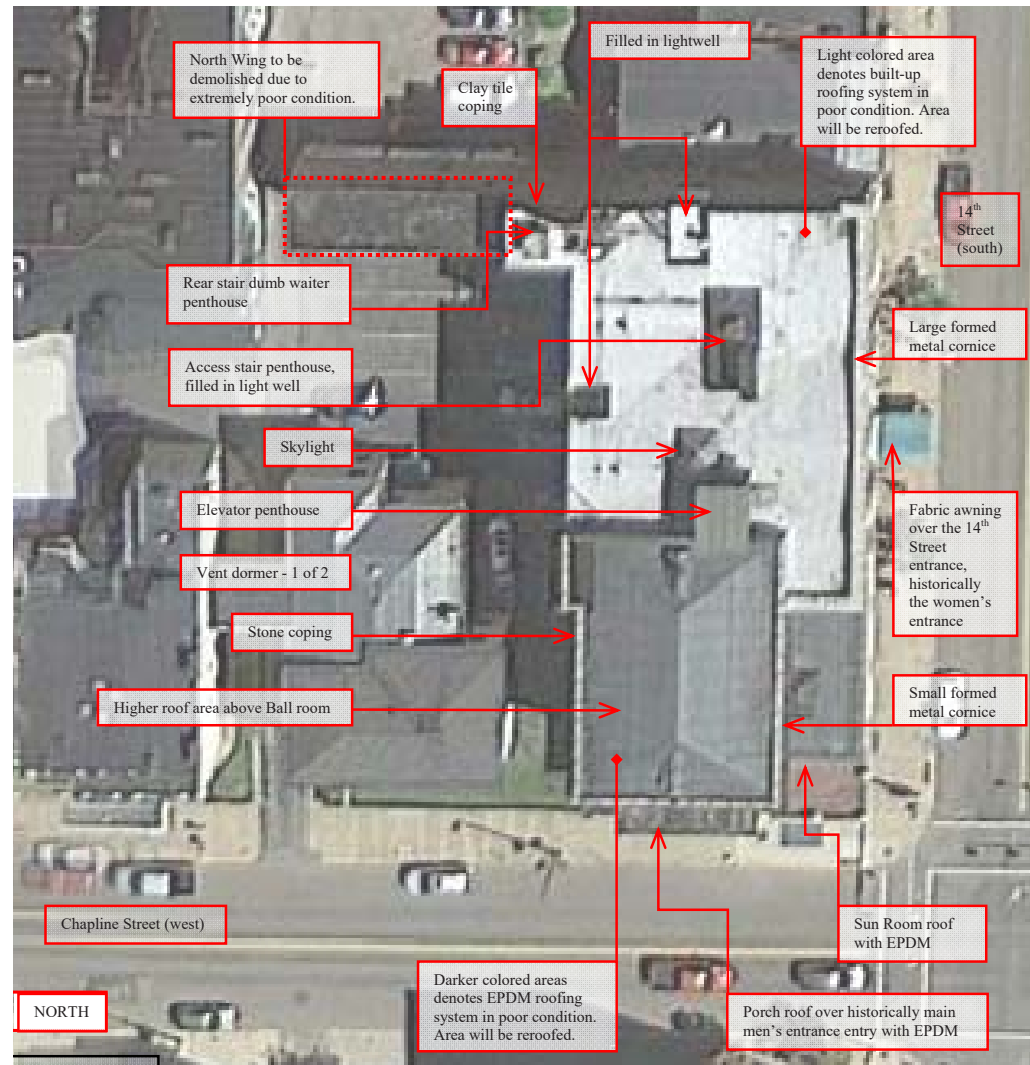 North Wing to be
demolished due to
extremely poor condition.
Clay tile
coping
Filled in lightwell
Light colored area
denotes built-up
roofing system in
poor condition. Area
will be reroofed.
14th
Street
(south)
Rear stair dumb waiter
penthouse
Large formed
metal cornice
Access stair penthouse,
filled in light well
Skylight
Elevator penthouse
Fabric awning
over the 14th
Street
entrance,
historically
the women’s
entrance
Vent dormer - 1 of 2
Stone coping
Higher roof area above Ball room
Small formed
metal cornice
Chapline Street (west)
Sun Room roof
with EPDM
Darker colored areas
denotes EPDM roofing
system in poor condition.
Area will be reroofed.
Porch roof over historically main
men’s entrance entry with EPDM
NORTH